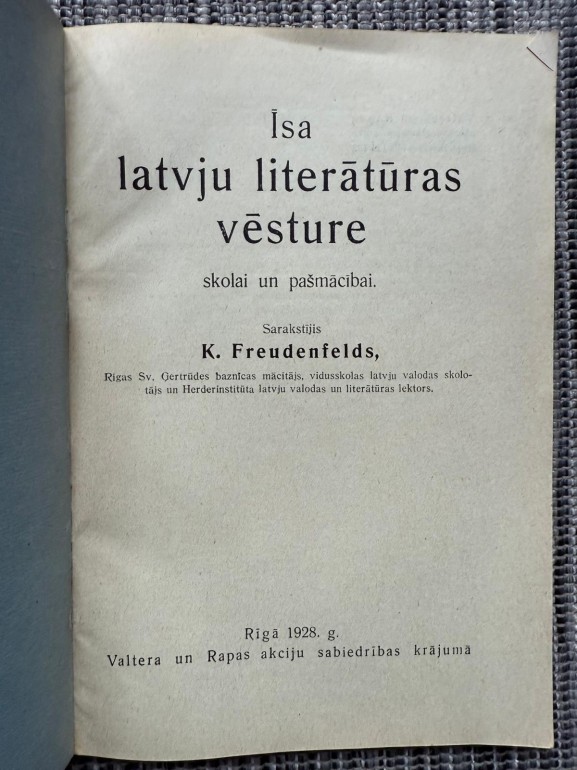 Īsa
latvju literātūras
vēsture
skolai un pašmācībai.
Sarakstījis
K. Freudenfelds,
Rīgas Sv. Ģertrūdes baznīcas mācītājs, vidusskolas latvju valodas skolo-
tājs un Herderinstitūta latvju valodas un literātūras lektors.
Rīgā 1928. g.
Valtera un Rapas akciju sabiedrības krājumā